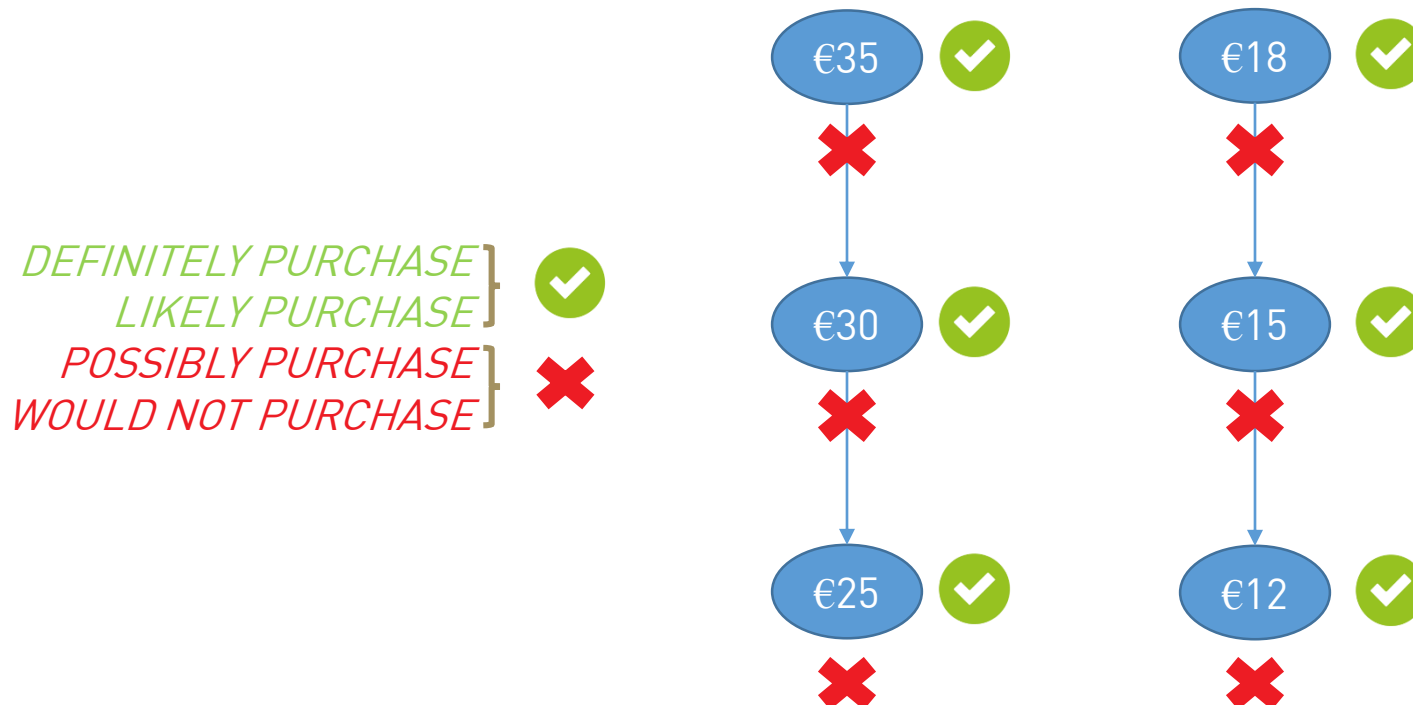 €35
€18
DEFINITELY PURCHASE
LIKELY PURCHASE
POSSIBLY PURCHASE
WOULD NOT PURCHASE
€30
€15
€25
€12